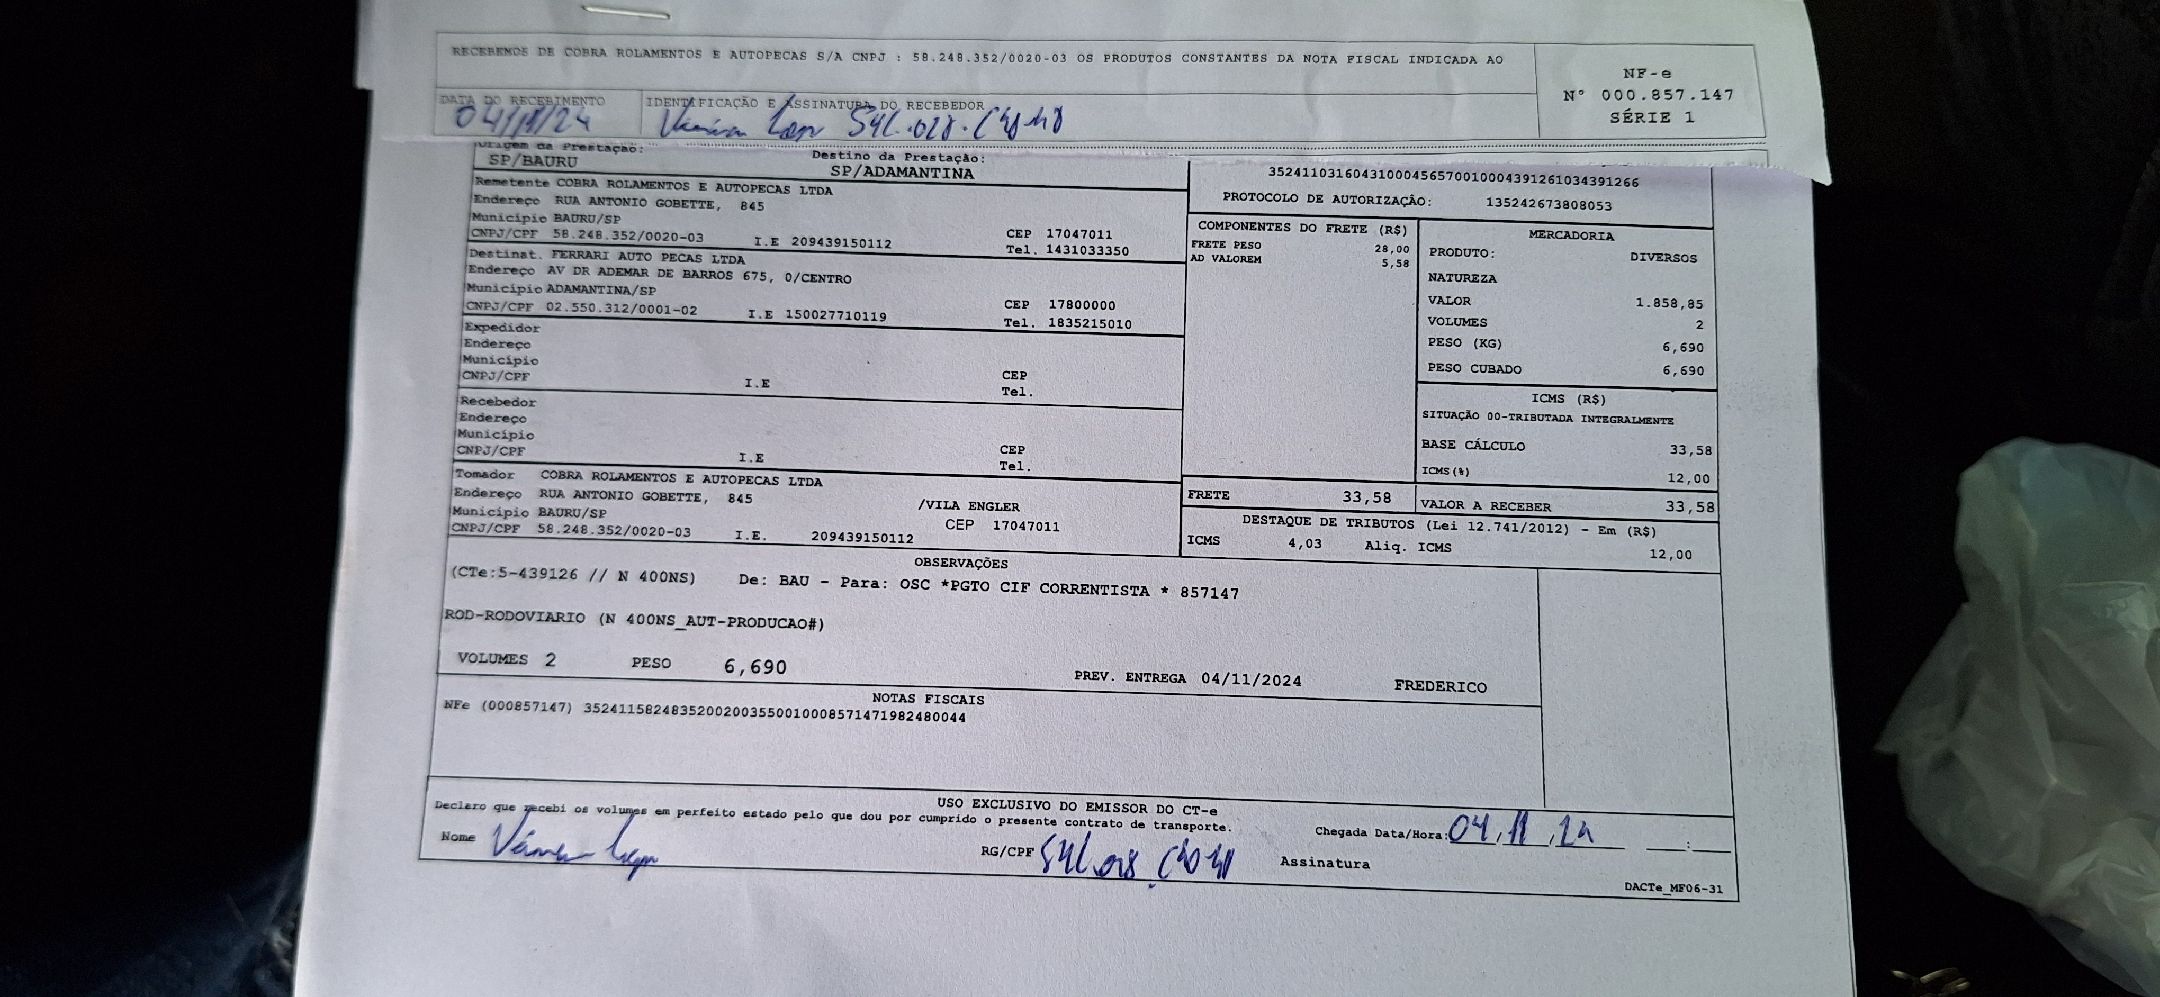 RECEBEMOS DE COBRA ROLAMENTOS E AUTOPECAS S/A CNPJ : 58.248.352/0020-03 OS PRODUTOS CONSTANTES DA NOTA FISCAL INDICADA AO
NF-e
N° 000.857.147
SÉRIE 1
DATA DO RECEBIMENTO
IDENTIFICAÇÃO E ASSINATURA DO RECEBEDOR
04/11/24
Origem da Prestação:
Destino da Prestação:
SP/BAURU
SP/ADAMANTINA
35241103160431000456570010004391261034391266
PROTOCOLO DE AUTORIZAÇÃO: 135242673808053
Remetente COBRA ROLAMENTOS E AUTOPECAS LTDA
Endereço RUA ANTONIO GOBETTE, 845
Município BAURU/SP
CEP 17047011
CNPJ/CPF 58.248.352/0020-03 I.E 209439150112 Tel. 1431033350
Destinat. FERRARI AUTO PECAS LTDA
Endereço AV DR ADEMAR DE BARROS 675, 0/CENTRO
Município ADAMANTINA/SP
CEP 17800000
CNPJ/CPF 02.550.312/0001-02 I.E 150027710119 Tel. 1835215010
Expedidor
Endereço
Município
CEP
CNPJ/CPF I.E Tel.
Recebedor
Endereço
Município
CEP
CNPJ/CPF I.E Tel.
Tomador COBRA ROLAMENTOS E AUTOPECAS LTDA
Endereço RUA ANTONIO GOBETTE, 845 /VILA ENGLER
Município BAURU/SP CEP 17047011
CNPJ/CPF 58.248.352/0020-03 I.E. 209439150112
COMPONENTES DO FRETE (R$)
FRETE PESO 28,00
AD VALOREM 5,58
MERCADORIA
PRODUTO: DIVERSOS
NATUREZA
VALOR 1.858,85
VOLUMES 2
PESO (KG) 6,690
PESO CUBADO 6,690
ICMS (R$)
SITUAÇÃO 00-TRIBUTADA INTEGRALMENTE
BASE CÁLCULO 33,58
ICMS(%) 12,00
FRETE 33,58
VALOR A RECEBER 33,58
DESTAQUE DE TRIBUTOS (Lei 12.741/2012) - Em (R$)
ICMS 4,03 Aliq. ICMS 12,00
OBSERVAÇÕES
(CTe:5-439126 // N 400NS) De: BAU - Para: OSC *PGTO CIF CORRENTISTA * 857147
ROD-RODOVIARIO (N 400NS_AUT-PRODUCAO#)
VOLUMES 2 PESO 6,690 PREV. ENTREGA 04/11/2024 FREDERICO
NOTAS FISCAIS
NFe (000857147) 35241158248352002003550010008571471982480044
USO EXCLUSIVO DO EMISSOR DO CT-e
Declaro que recebi os volumes em perfeito estado pelo que dou por cumprido o presente contrato de transporte.
Nome
RG/CPF
Assinatura
Chegada Data/Hora: 04,11,24 __:__
DACTe_MF06-31